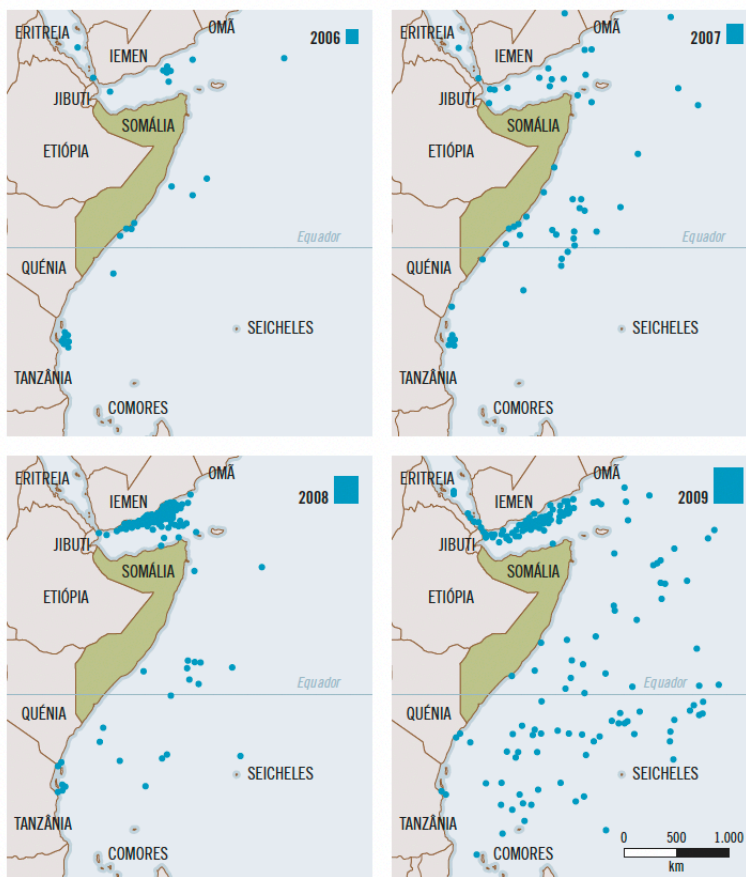 ERITREIA
OMÃ
2006
IEMEN
JIBUTI
SOMÁLIA
ETIÓPIA
Equador
QUÉNIA
SEICHELES
TANZÂNIA
COMORES
ERITREIA
OMÃ
2007
IEMEN
JIBUTI
SOMÁLIA
ETIÓPIA
Equador
QUÉNIA
SEICHELES
TANZÂNIA
COMORES
ERITREIA
OMÃ
2008
IEMEN
JIBUTI
SOMÁLIA
ETIÓPIA
Equador
QUÉNIA
SEICHELES
TANZÂNIA
COMORES
ERITREIA
OMÃ
2009
IEMEN
JIBUTI
SOMÁLIA
ETIÓPIA
Equador
QUÉNIA
SEICHELES
TANZÂNIA
COMORES
0 500 1.000
km